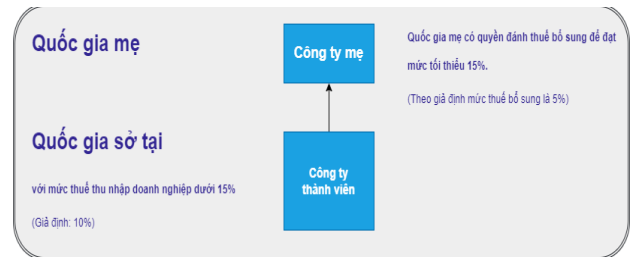 Quốc gia mẹ
Công ty mẹ
Quốc gia mẹ có quyền đánh thuế bổ sung để đạt
mức tối thiểu 15%.
(Theo giả định mức thuế bổ sung là 5%)
Quốc gia sở tại
với mức thuế thu nhập doanh nghiệp dưới 15%
(Giả định: 10%)
Công ty
thành viên